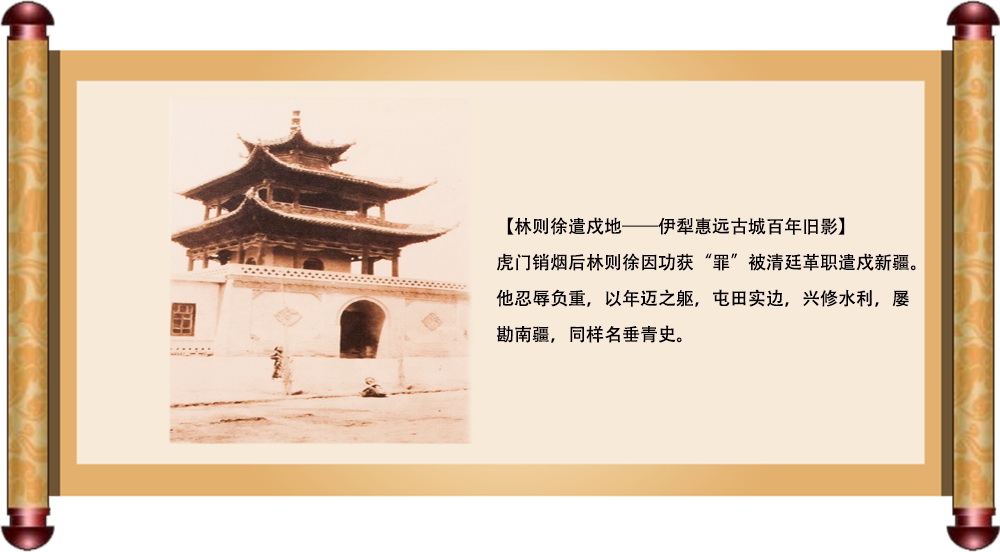 【林则徐遣戍地——伊犁惠远古城百年旧影】
虎门销烟后林则徐因功获“罪”被清廷革职遣戍新疆。
他忍辱负重，以年迈之躯，屯田实边，兴修水利，屡
勘南疆，同样名垂青史。